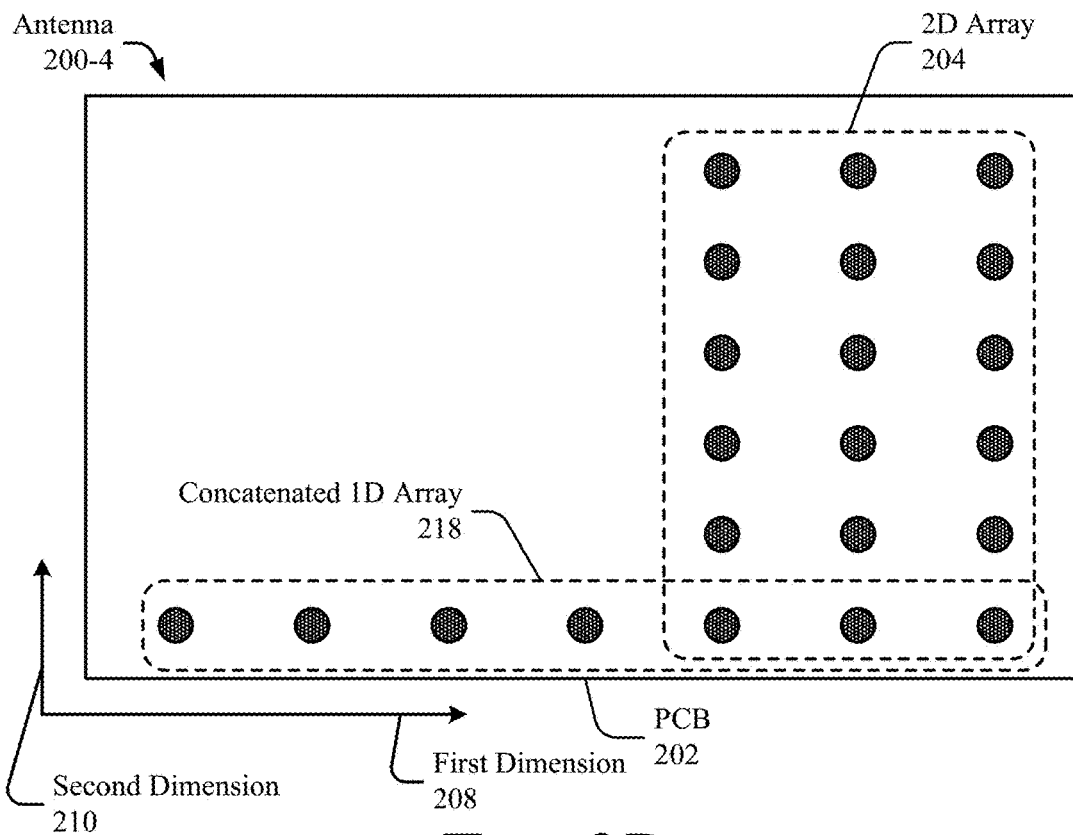 Antenna
200-4
2D Array
204
Concatenated 1D Array
218
PCB
202
First Dimension
208
Second Dimension
210